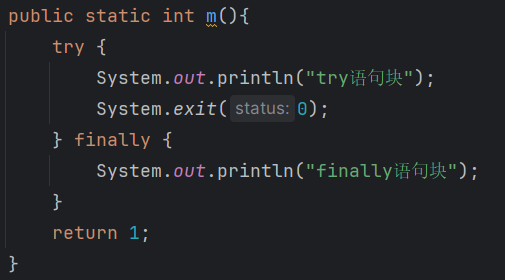 public static int m(){
    try {
        System.out.println("try语句块");
        System.exit( status: 0);
    } finally {
        System.out.println("finally语句块");
    }
    return 1;
}